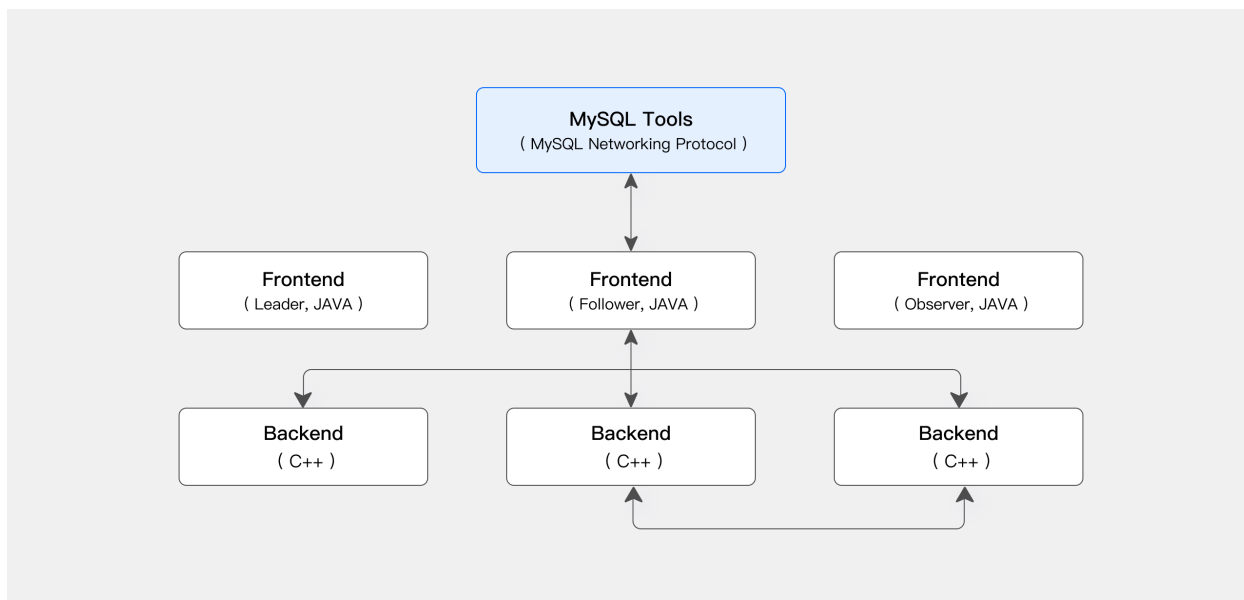 MySQL Tools
( MySQL Networking Protocol )
Frontend
( Leader, JAVA )
Frontend
( Follower, JAVA )
Frontend
( Observer, JAVA )
Backend
( C++ )
Backend
( C++ )
Backend
( C++ )